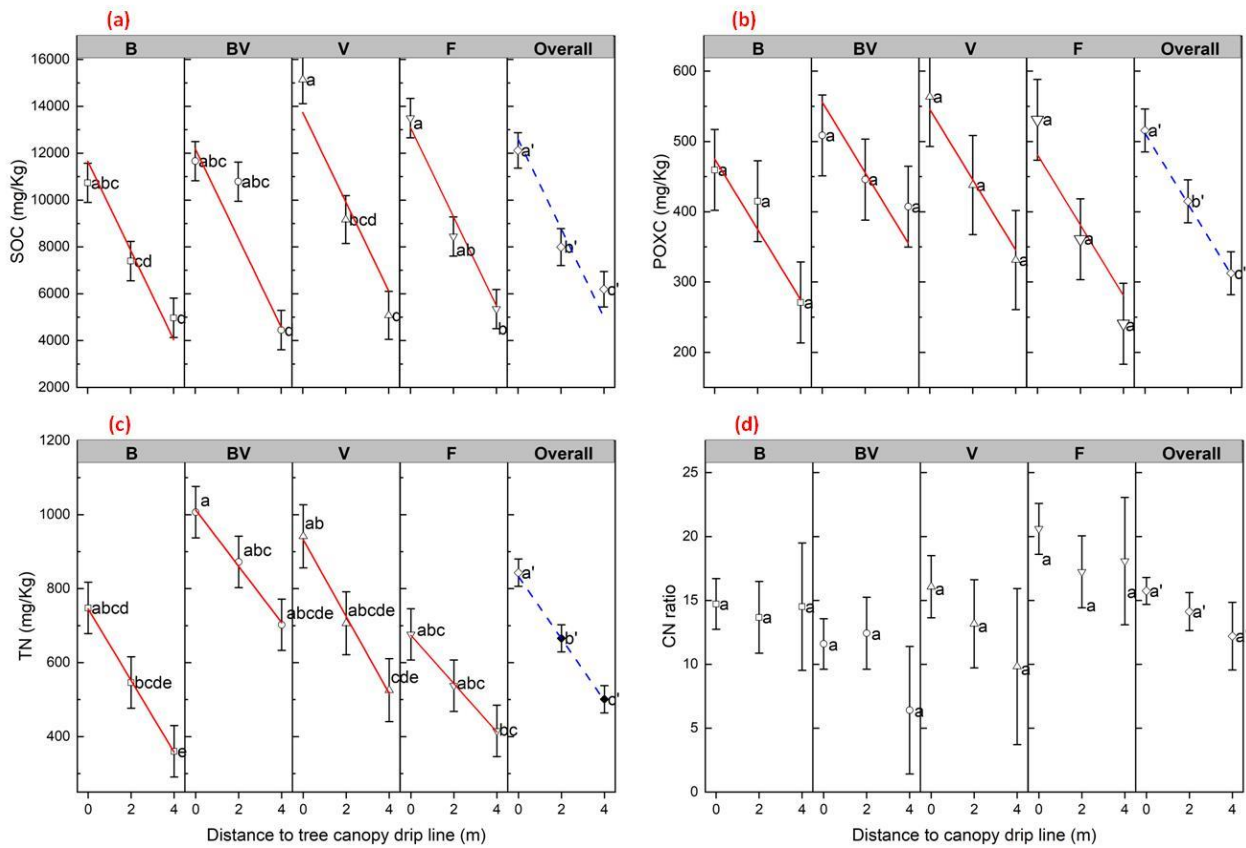 (a)
B BV V F Overall
SOC (mg/Kg)
16000
14000
12000
10000
8000
6000
4000
2000
abc cd d
abc abc d
a bcd d
a ab b
a' b' c'
(b)
B BV V F Overall
POXC (mg/Kg)
600
500
400
300
200
a a a
a a a
a a a
a a a
a' b' c'
(c)
B BV V F Overall
TN (mg/Kg)
1200
1000
800
600
400
abcd bcde e
a abc abcde
ab abcde cde
abc abc bc
a' b' c'
0 2 4 0 2 4 0 2 4 0 2 4 0 2 4
Distance to tree canopy drip line (m)
(d)
B BV V F Overall
CN ratio
25
20
15
10
5
0
a a a
a a a
a a a
a a a
a' a' a'
0 2 4 0 2 4 0 2 4 0 2 4 0 2 4
Distance to canopy drip line (m)